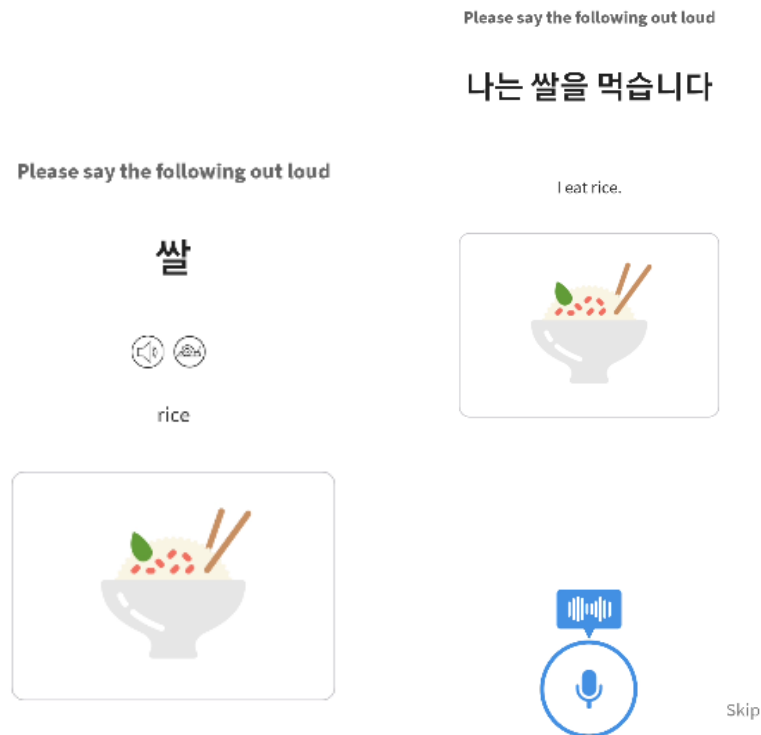 Please say the following out loud
쌀
rice
Please say the following out loud
나는 쌀을 먹습니다
I eat rice.
Skip